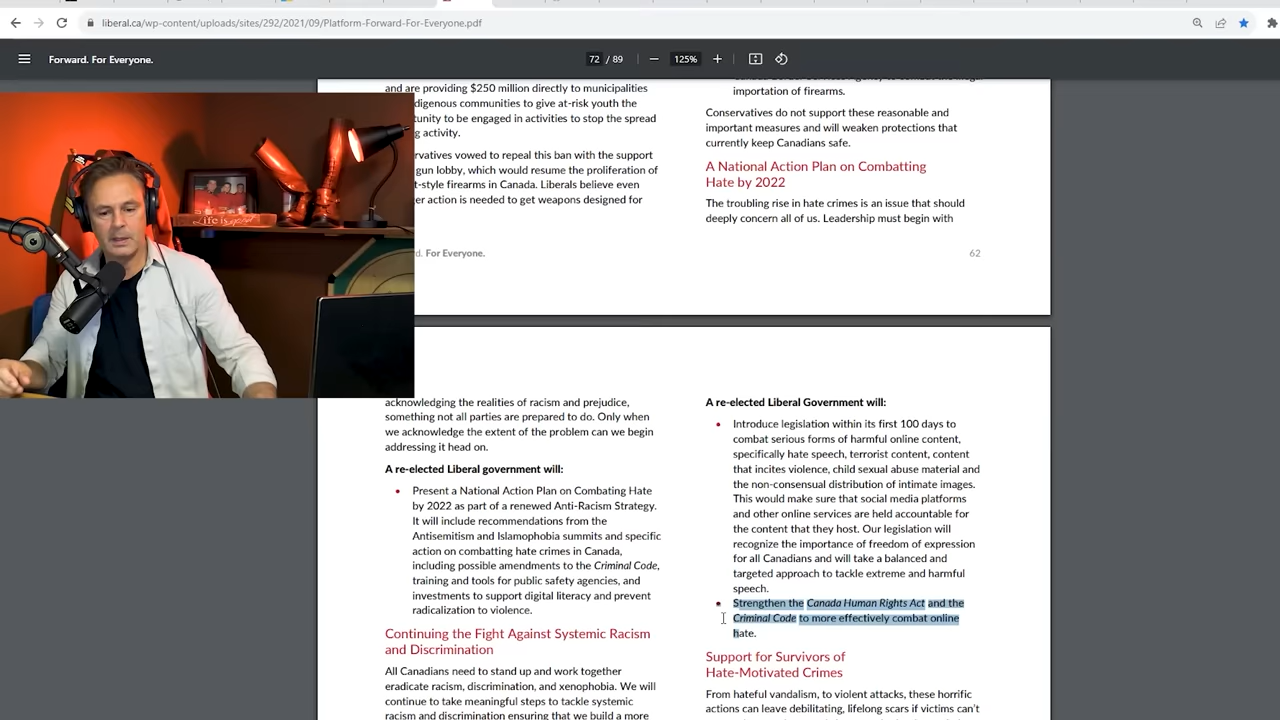 liberal.ca/wp-content/uploads/sites/292/2021/09/Platform-Forward-For-Everyone.pdf
Forward. For Everyone.
72 / 89
125%
and are providing $250 million directly to municipalities
digenous communities to give at-risk youth the
tunity to be engaged in activities to stop the spread
g activity.
rvatives vowed to repeal this ban with the support
gun lobby, which would resume the proliferation of
t-style firearms in Canada. Liberals believe even
er action is needed to get weapons designed for
d. For Everyone.
importation of firearms.
Conservatives do not support these reasonable and
important measures and will weaken protections that
currently keep Canadians safe.
A National Action Plan on Combatting
Hate by 2022
The troubling rise in hate crimes is an issue that should
deeply concern all of us. Leadership must begin with
62
life is
acknowledging the realities of racism and prejudice,
something not all parties are prepared to do. Only when
we acknowledge the extent of the problem can we begin
addressing it head on.
A re-elected Liberal government will:
• Present a National Action Plan on Combating Hate
by 2022 as part of a renewed Anti-Racism Strategy.
It will include recommendations from the
Antisemitism and Islamophobia summits and specific
action on combatting hate crimes in Canada,
including possible amendments to the Criminal Code,
training and tools for public safety agencies, and
investments to support digital literacy and prevent
radicalization to violence.
Continuing the Fight Against Systemic Racism
and Discrimination
All Canadians need to stand up and work together
eradicate racism, discrimination, and xenophobia. We will
continue to take meaningful steps to tackle systemic
racism and discrimination ensuring that we build a more
A re-elected Liberal Government will:
• Introduce legislation within its first 100 days to
combat serious forms of harmful online content,
specifically hate speech, terrorist content, content
that incites violence, child sexual abuse material and
the non-consensual distribution of intimate images.
This would make sure that social media platforms
and other online services are held accountable for
the content that they host. Our legislation will
recognize the importance of freedom of expression
for all Canadians and will take a balanced and
targeted approach to tackle extreme and harmful
speech.
• Strengthen the Canada Human Rights Act and the
Criminal Code to more effectively combat online
hate.
Support for Survivors of
Hate-Motivated Crimes
From hateful vandalism, to violent attacks, these horrific
actions can leave debilitating, lifelong scars if victims can't